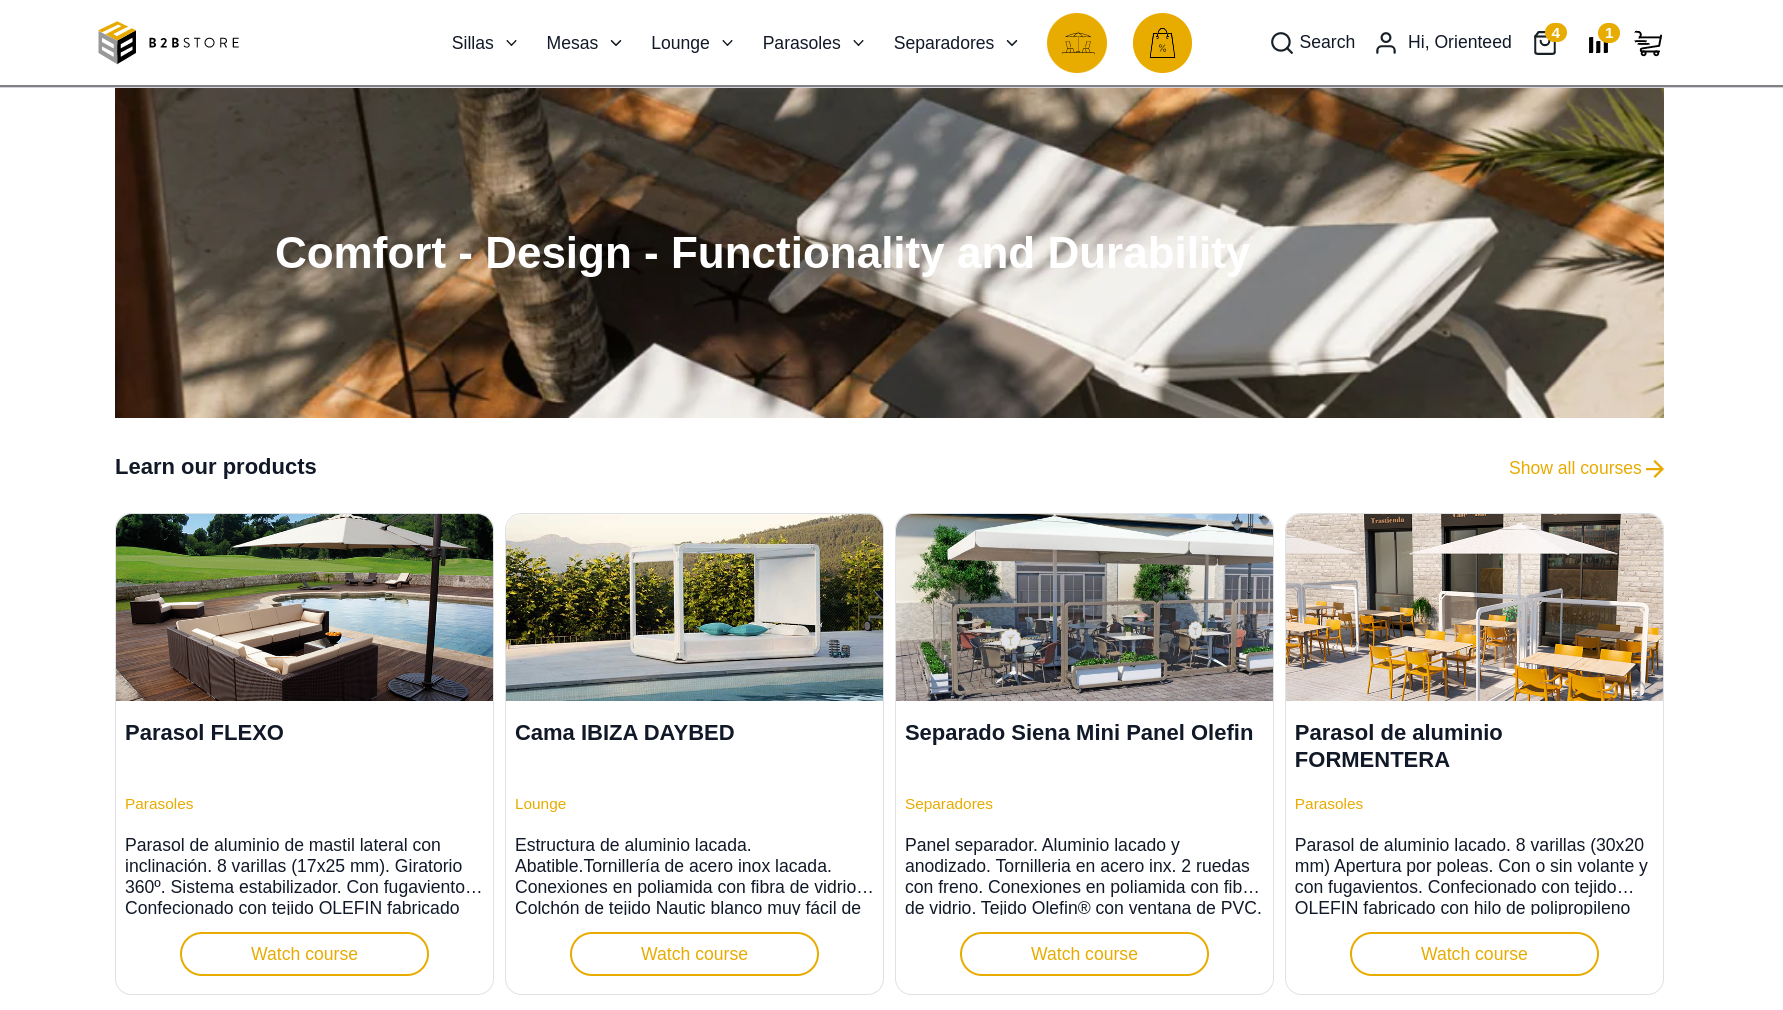 B2BSTORE
Sillas
Mesas
Lounge
Parasoles
Separadores
%
Search
Hi, Orienteed
4
1
Comfort - Design - Functionality and Durability
Learn our products
Show all courses
Trastienda
Parasol FLEXO
Parasoles
Parasol de aluminio de mastil lateral con
inclinación. 8 varillas (17x25 mm). Giratorio
360º. Sistema estabilizador. Con fugaviento…
Confecionado con tejido OLEFIN fabricado
Watch course
Cama IBIZA DAYBED
Lounge
Estructura de aluminio lacada.
Abatible.Tornillería de acero inox lacada.
Conexiones en poliamida con fibra de vidrio…
Colchón de tejido Nautic blanco muy fácil de
Watch course
Separado Siena Mini Panel Olefin
Separadores
Panel separador. Aluminio lacado y
anodizado. Tornilleria en acero inx. 2 ruedas
con freno. Conexiones en poliamida con fib…
de vidrio. Tejido Olefin® con ventana de PVC.
Watch course
Parasol de aluminio
FORMENTERA
Parasoles
Parasol de aluminio lacado. 8 varillas (30x20
mm) Apertura por poleas. Con o sin volante y
con fugavientos. Confecionado con tejido…
OLEFIN fabricado con hilo de polipropileno
Watch course